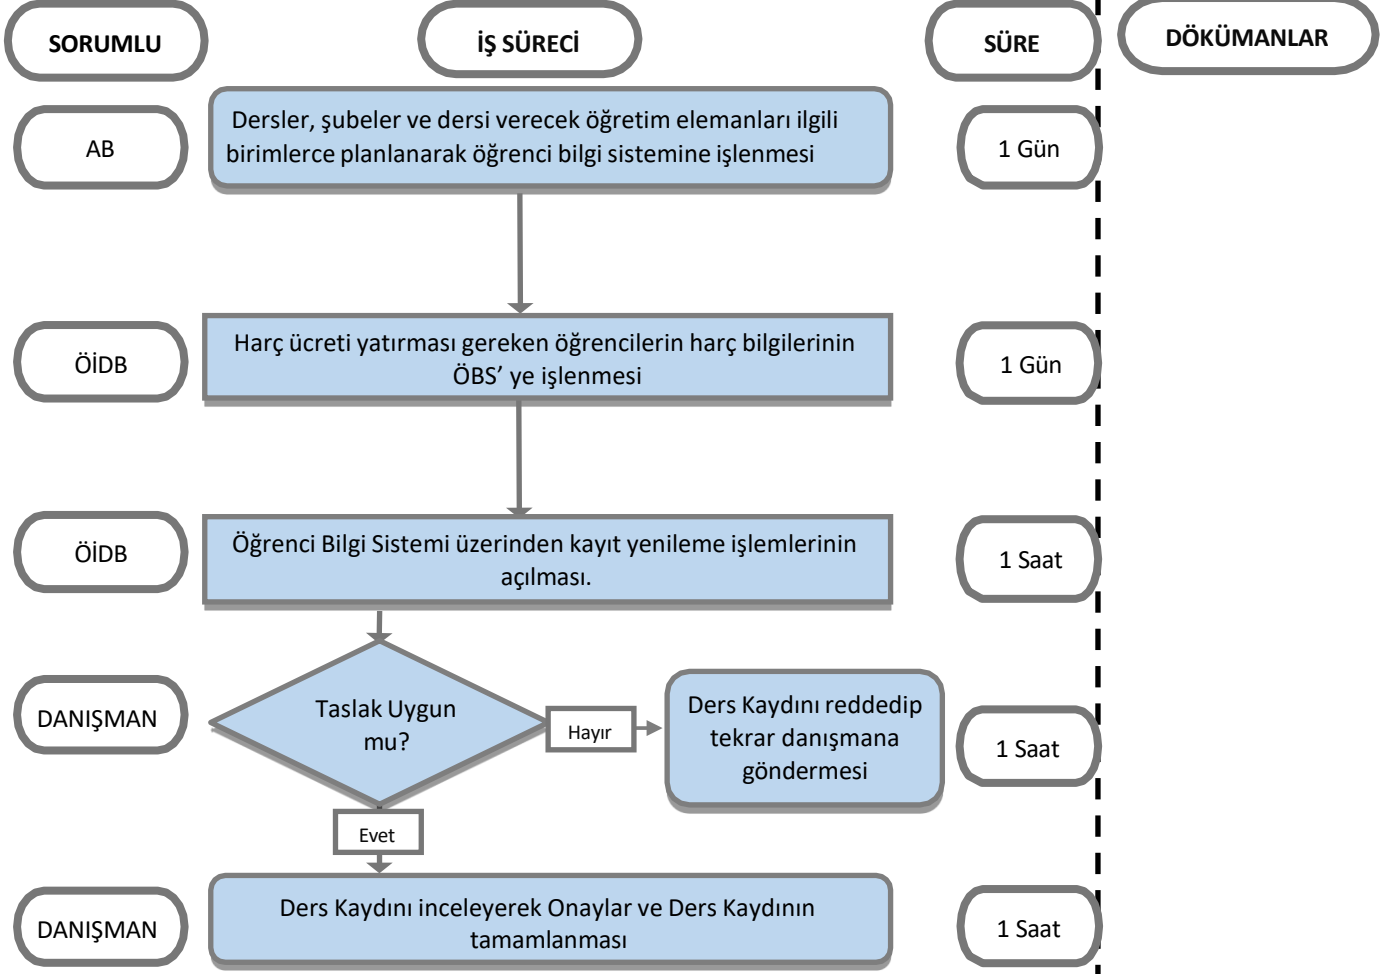 SORUMLU
İŞ SÜRECİ
SÜRE
DÖKÜMANLAR
AB
Dersler, şubeler ve dersi verecek öğretim elemanları ilgili
birimlerce planlanarak öğrenci bilgi sistemine işlenmesi
1 Gün
ÖİDB
Harç ücreti yatırması gereken öğrencilerin harç bilgilerinin
ÖBS’ ye işlenmesi
1 Gün
ÖİDB
Öğrenci Bilgi Sistemi üzerinden kayıt yenileme işlemlerinin
açılması.
1 Saat
DANIŞMAN
Taslak Uygun
mu?
Hayır
Ders Kaydını reddedip
tekrar danışmana
göndermesi
1 Saat
Evet
DANIŞMAN
Ders Kaydını inceleyerek Onaylar ve Ders Kaydının
tamamlanması
1 Saat